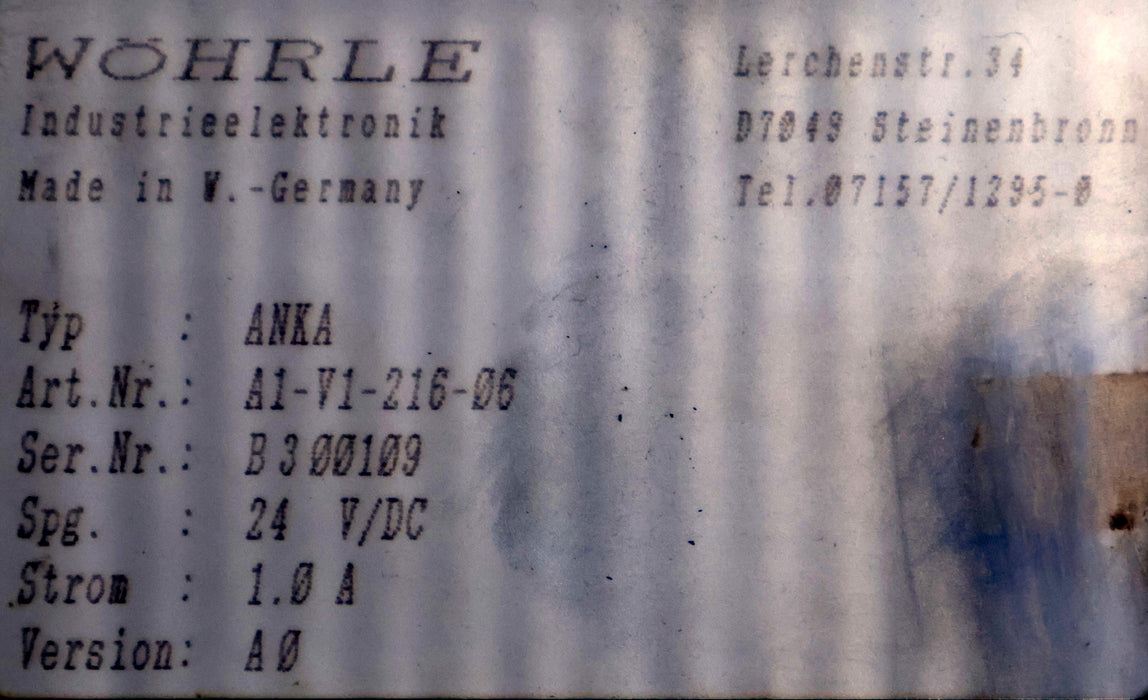 WÖHRLE
Industrieelektronik
Made in W.-Germany
Lerchenstr.34
D7049 Steinenbronn
Tel.07157/1295-0
Typ : ANKA
Art.Nr.: A1-V1-216-06
Ser.Nr.: B300109
Spg. : 24 V/DC
Strom : 1.0 A
Version: A0